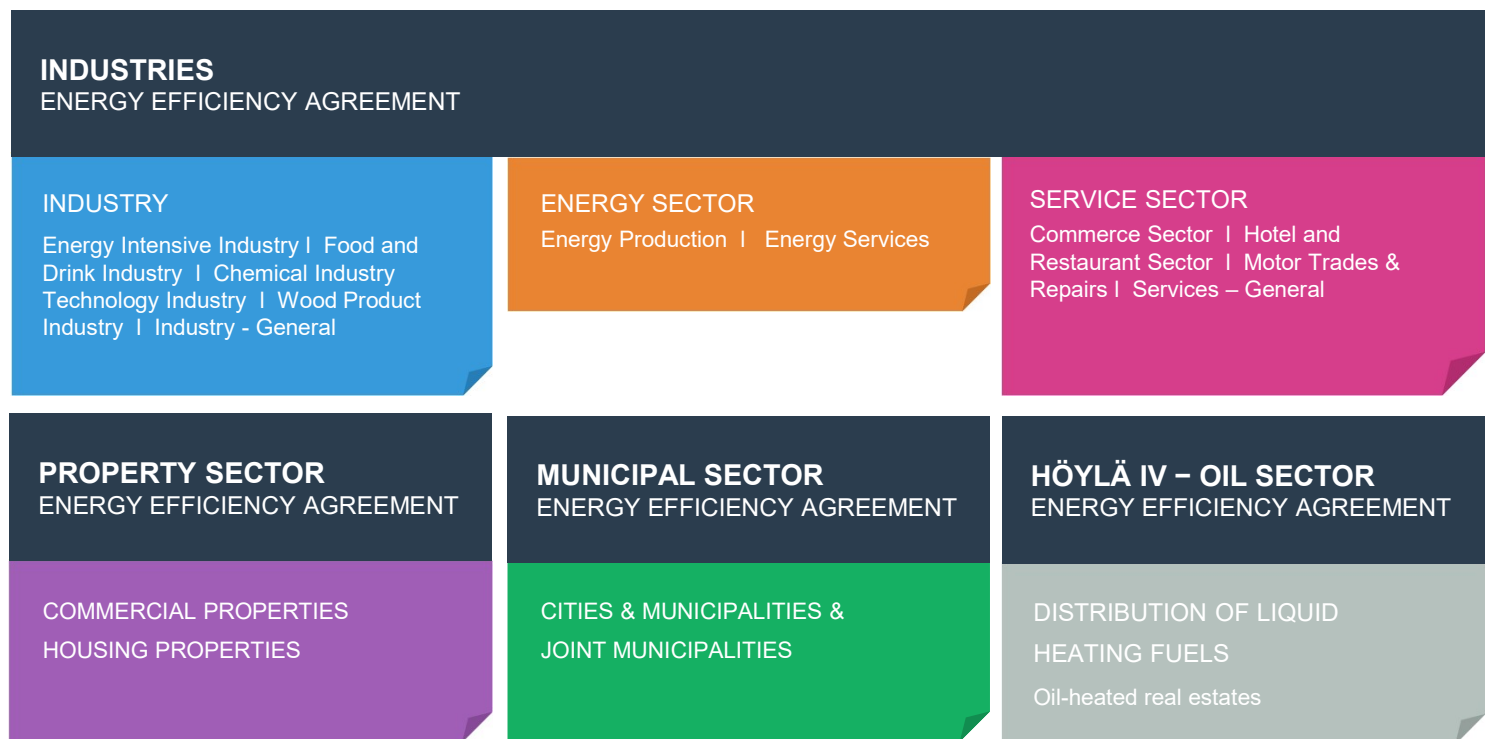 INDUSTRIES
ENERGY EFFICIENCY AGREEMENT
INDUSTRY
Energy Intensive Industry l Food and
Drink Industry l Chemical Industry
Technology Industry l Wood Product
Industry l Industry - General
ENERGY SECTOR
Energy Production l Energy Services
SERVICE SECTOR
Commerce Sector l Hotel and
Restaurant Sector l Motor Trades &
Repairs l Services – General
PROPERTY SECTOR
ENERGY EFFICIENCY AGREEMENT
COMMERCIAL PROPERTIES
HOUSING PROPERTIES
MUNICIPAL SECTOR
ENERGY EFFICIENCY AGREEMENT
CITIES & MUNICIPALITIES &
JOINT MUNICIPALITIES
HÖYLÄ IV – OIL SECTOR
ENERGY EFFICIENCY AGREEMENT
DISTRIBUTION OF LIQUID
HEATING FUELS
Oil-heated real estates